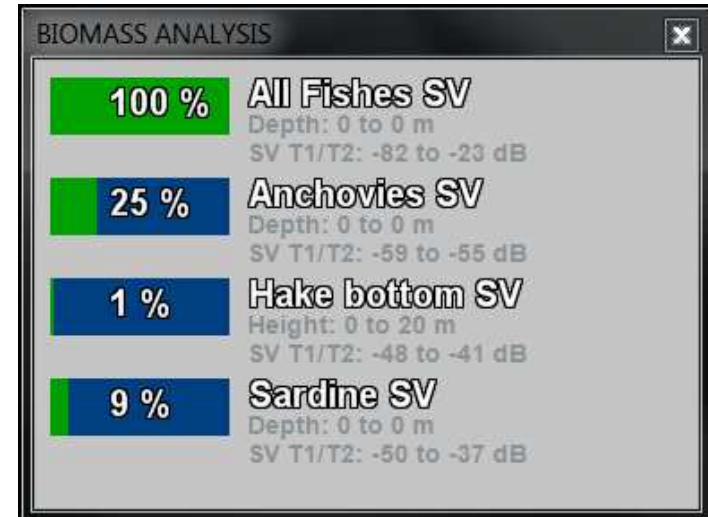 BIOMASS ANALYSIS
100 %
All Fishes SV
Depth: 0 to 0 m
SV T1/T2: -82 to -23 dB
25 %
Anchovies SV
Depth: 0 to 0 m
SV T1/T2: -59 to -55 dB
1 %
Hake bottom SV
Height: 0 to 20 m
SV T1/T2: -48 to -41 dB
9 %
Sardine SV
Depth: 0 to 0 m
SV T1/T2: -50 to -37 dB